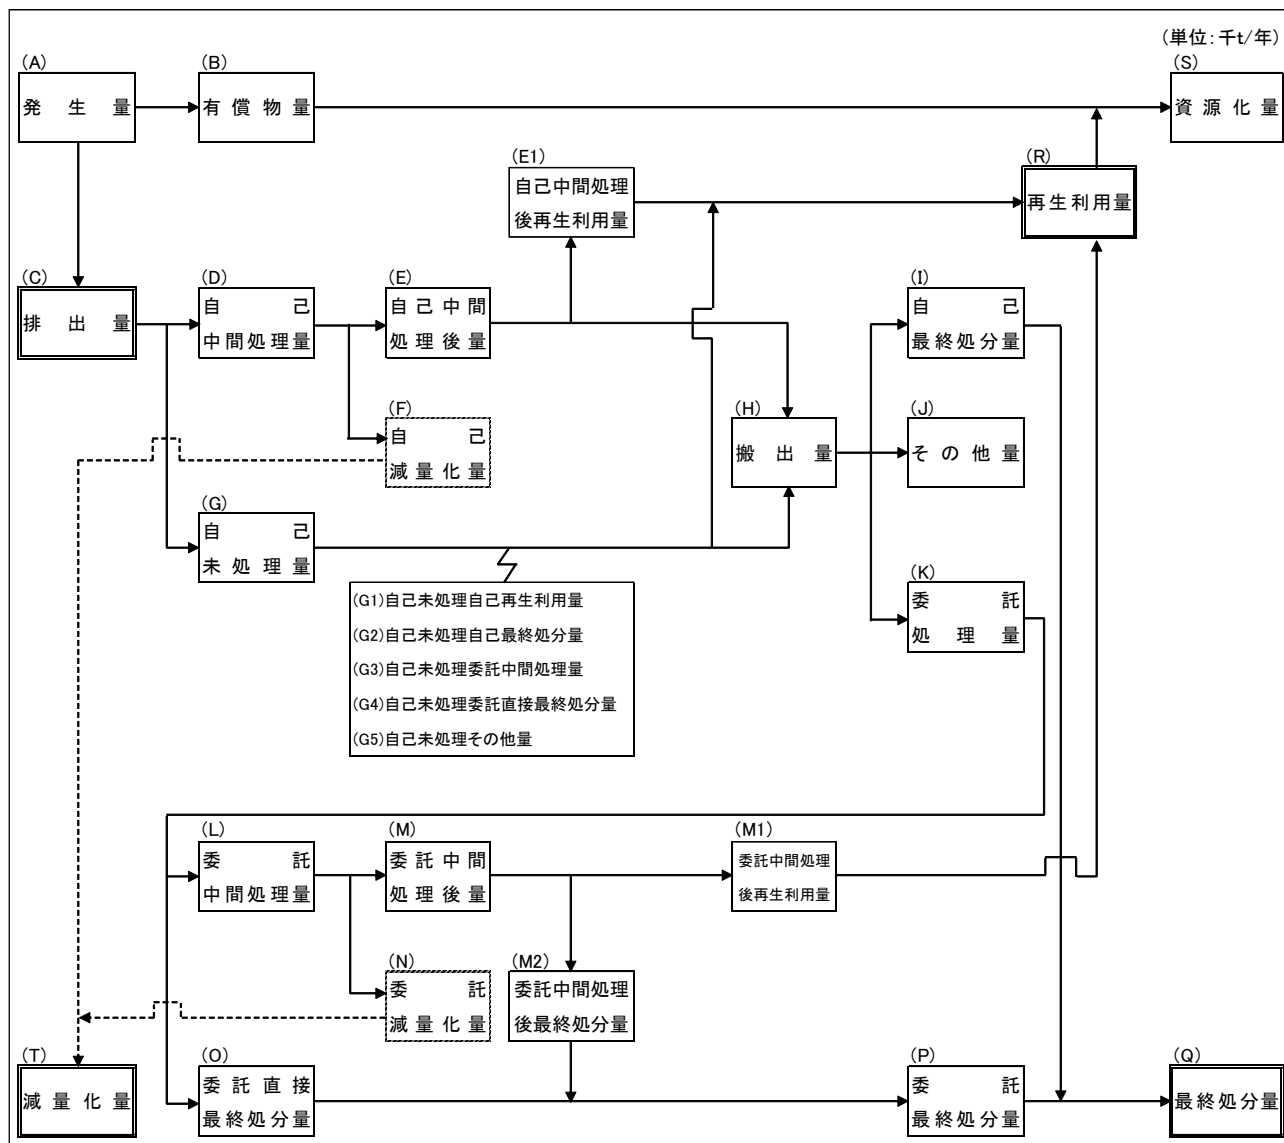 (単位:千t/年)
(A)
発生量
(B)
有償物量
(S)
資源化量
(E1)
自己中間処理
後再生利用量
(R)
再生利用量
(C)
排出量
(D)
自己
中間処理量
(E)
自己中間
処理後量
(I)
自己
最終処分量
(F)
自己
減量化量
(H)
搬出量
(J)
その他量
(G)
自己
未処理量
(G1)自己未処理自己再生利用量
(G2)自己未処理自己最終処分量
(G3)自己未処理委託中間処理量
(G4)自己未処理委託直接最終処分量
(G5)自己未処理その他量
(K)
委託
処理量
(L)
委託
中間処理量
(M)
委託中間
処理後量
(M1)
委託中間処理
後再生利用量
(N)
委託
減量化量
(M2)
委託中間処理
後最終処分量
(T)
減量化量
(O)
委託直接
最終処分量
(P)
委託
最終処分量
(Q)
最終処分量